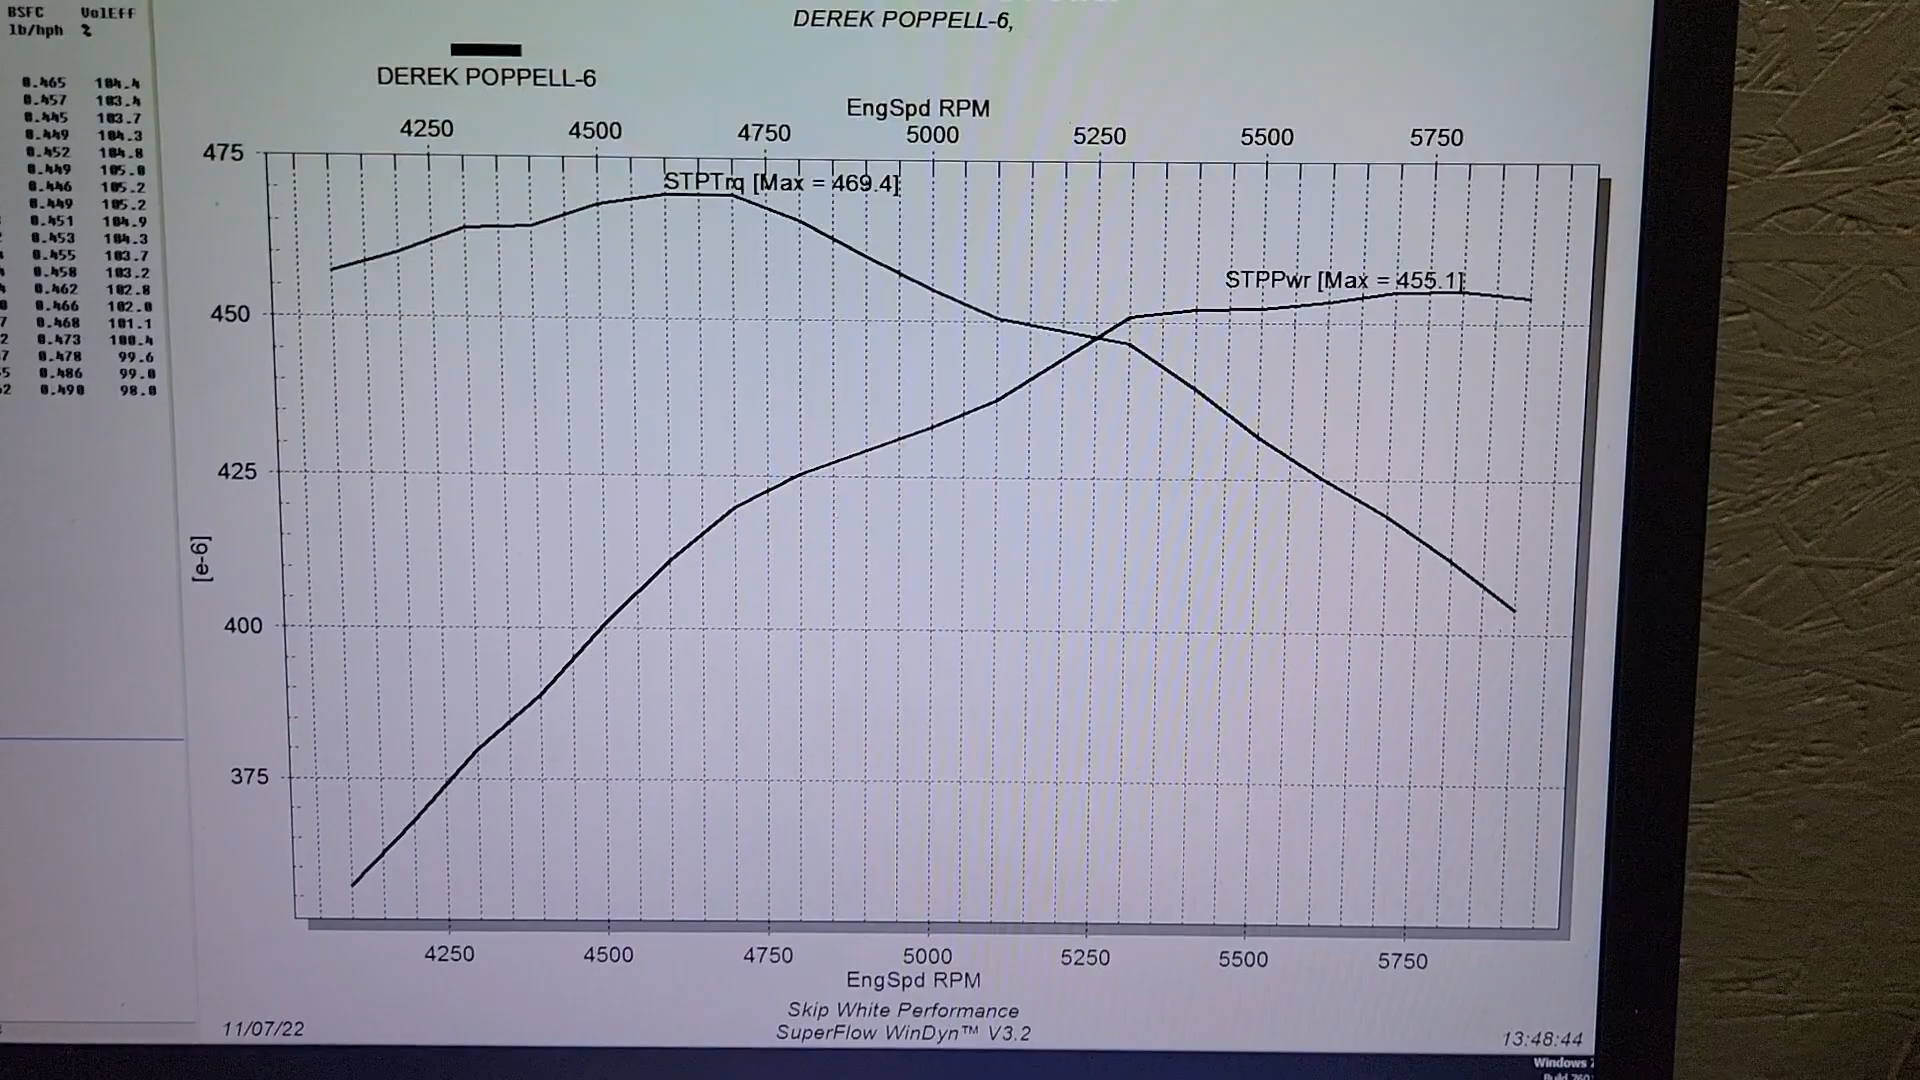 BSFC VolEff
lb/hph %
0.465 104.4
0.457 103.4
0.445 103.7
0.449 104.3
0.452 104.8
0.449 105.0
0.446 105.2
0.449 105.2
0.451 104.9
0.453 104.3
0.455 103.7
0.458 103.2
0.462 102.8
0.466 102.0
0.468 101.1
0.473 100.4
0.478 99.6
0.486 99.0
0.490 98.0
DEREK POPPELL-6,
DEREK POPPELL-6
EngSpd RPM
4250 4500 4750 5000 5250 5500 5750
475
STPTrq [Max = 469.4]
STPPwr [Max = 455.1]
450
425
[e-6]
400
375
4250 4500 4750 5000 5250 5500 5750
EngSpd RPM
Skip White Performance
SuperFlow WinDyn™ V3.2
11/07/22
13:48:44
Windows
Build